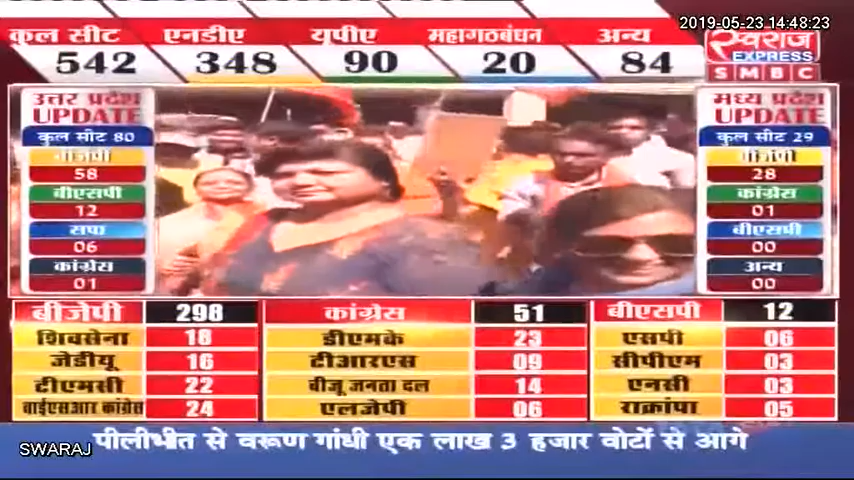 2019-05-23 14:48:23
कुल सीट एनडीए यूपीए महागठबंधन अन्य
542 348 90 20 84
स्वराज
EXPRESS
SMBC
उत्तर प्रदेश
UPDATE
कुल सीट 80
बीजेपी
58
बीएसपी
12
सपा
06
कांग्रेस
01
मध्य प्रदेश
UPDATE
कुल सीट 29
बीजेपी
28
कांग्रेस
01
बीएसपी
00
अन्य
00
बीजेपी 298 कांग्रेस 51 बीएसपी 12
शिवसेना 18 डीएमके 23 एसपी 06
जेडीयू 16 टीआरएस 09 सीपीएम 03
टीएमसी 22 बीजू जनता दल 14 एनसी 03
वाईएसआर कांग्रेस 24 एलजेपी 06 राकांपा 05
पीलीभीत से वरूण गांधी एक लाख 3 हजार वोटों से आगे
SWARAJ